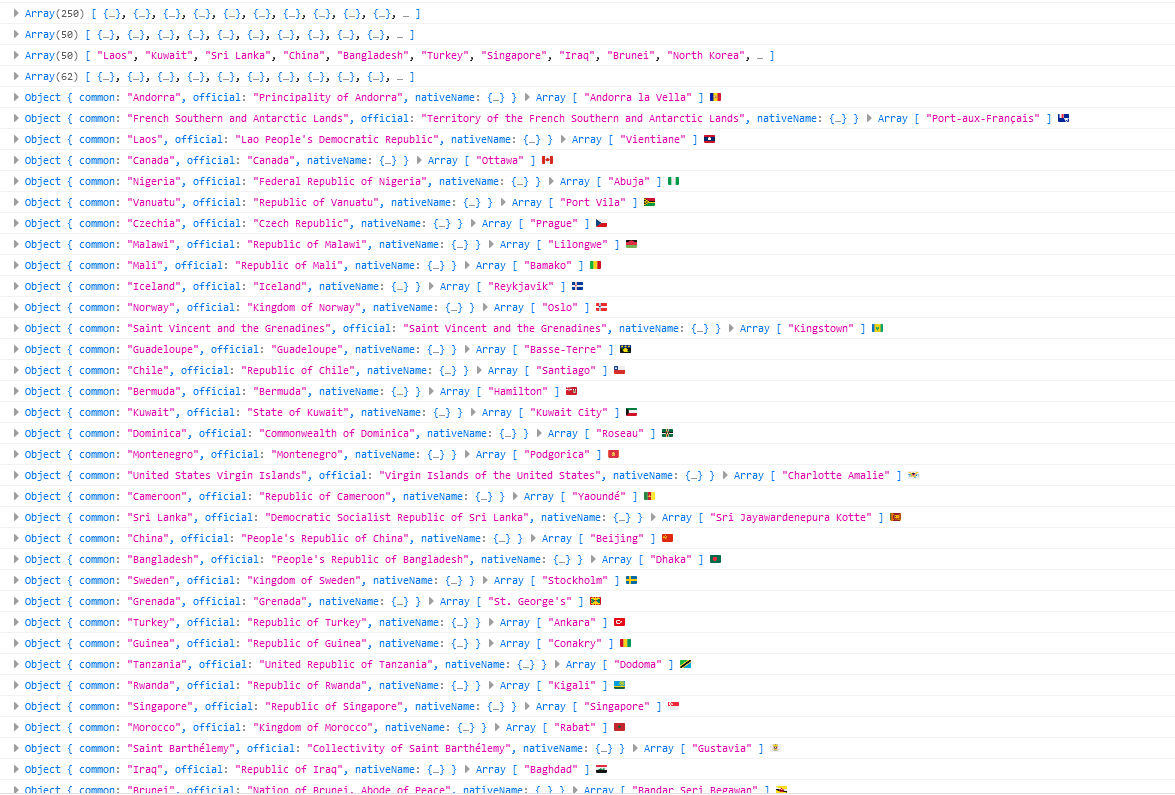 Array(250) [ {…}, {…}, {…}, {…}, {…}, {…}, {…}, {…}, {…}, {…}, … ]
Array(50) [ {…}, {…}, {…}, {…}, {…}, {…}, {…}, {…}, {…}, {…}, … ]
Array(50) [ "Laos", "Kuwait", "Sri Lanka", "China", "Bangladesh", "Turkey", "Singapore", "Iraq", "Brunei", "North Korea", … ]
Array(62) [ {…}, {…}, {…}, {…}, {…}, {…}, {…}, {…}, {…}, {…}, … ]
Object { common: "Andorra", official: "Principality of Andorra", nativeName: {…} } Array [ "Andorra la Vella" ]
Object { common: "French Southern and Antarctic Lands", official: "Territory of the French Southern and Antarctic Lands", nativeName: {…} } Array [ "Port-aux-Français" ]
Object { common: "Laos", official: "Lao People's Democratic Republic", nativeName: {…} } Array [ "Vientiane" ]
Object { common: "Canada", official: "Canada", nativeName: {…} } Array [ "Ottawa" ]
Object { common: "Nigeria", official: "Federal Republic of Nigeria", nativeName: {…} } Array [ "Abuja" ]
Object { common: "Vanuatu", official: "Republic of Vanuatu", nativeName: {…} } Array [ "Port Vila" ]
Object { common: "Czechia", official: "Czech Republic", nativeName: {…} } Array [ "Prague" ]
Object { common: "Malawi", official: "Republic of Malawi", nativeName: {…} } Array [ "Lilongwe" ]
Object { common: "Mali", official: "Republic of Mali", nativeName: {…} } Array [ "Bamako" ]
Object { common: "Iceland", official: "Iceland", nativeName: {…} } Array [ "Reykjavik" ]
Object { common: "Norway", official: "Kingdom of Norway", nativeName: {…} } Array [ "Oslo" ]
Object { common: "Saint Vincent and the Grenadines", official: "Saint Vincent and the Grenadines", nativeName: {…} } Array [ "Kingstown" ]
Object { common: "Guadeloupe", official: "Guadeloupe", nativeName: {…} } Array [ "Basse-Terre" ]
Object { common: "Chile", official: "Republic of Chile", nativeName: {…} } Array [ "Santiago" ]
Object { common: "Bermuda", official: "Bermuda", nativeName: {…} } Array [ "Hamilton" ]
Object { common: "Kuwait", official: "State of Kuwait", nativeName: {…} } Array [ "Kuwait City" ]
Object { common: "Dominica", official: "Commonwealth of Dominica", nativeName: {…} } Array [ "Roseau" ]
Object { common: "Montenegro", official: "Montenegro", nativeName: {…} } Array [ "Podgorica" ]
Object { common: "United States Virgin Islands", official: "Virgin Islands of the United States", nativeName: {…} } Array [ "Charlotte Amalie" ]
Object { common: "Cameroon", official: "Republic of Cameroon", nativeName: {…} } Array [ "Yaoundé" ]
Object { common: "Sri Lanka", official: "Democratic Socialist Republic of Sri Lanka", nativeName: {…} } Array [ "Sri Jayawardenepura Kotte" ]
Object { common: "China", official: "People's Republic of China", nativeName: {…} } Array [ "Beijing" ]
Object { common: "Bangladesh", official: "People's Republic of Bangladesh", nativeName: {…} } Array [ "Dhaka" ]
Object { common: "Sweden", official: "Kingdom of Sweden", nativeName: {…} } Array [ "Stockholm" ]
Object { common: "Grenada", official: "Grenada", nativeName: {…} } Array [ "St. George's" ]
Object { common: "Turkey", official: "Republic of Turkey", nativeName: {…} } Array [ "Ankara" ]
Object { common: "Guinea", official: "Republic of Guinea", nativeName: {…} } Array [ "Conakry" ]
Object { common: "Tanzania", official: "United Republic of Tanzania", nativeName: {…} } Array [ "Dodoma" ]
Object { common: "Rwanda", official: "Republic of Rwanda", nativeName: {…} } Array [ "Kigali" ]
Object { common: "Singapore", official: "Republic of Singapore", nativeName: {…} } Array [ "Singapore" ]
Object { common: "Morocco", official: "Kingdom of Morocco", nativeName: {…} } Array [ "Rabat" ]
Object { common: "Saint Barthélemy", official: "Collectivity of Saint Barthélemy", nativeName: {…} } Array [ "Gustavia" ]
Object { common: "Iraq", official: "Republic of Iraq", nativeName: {…} } Array [ "Baghdad" ]
Object { common: "Brunei", official: "Nation of Brunei, Abode of Peace", nativeName: {…} } Array [ "Bandar Seri Begawan" ]